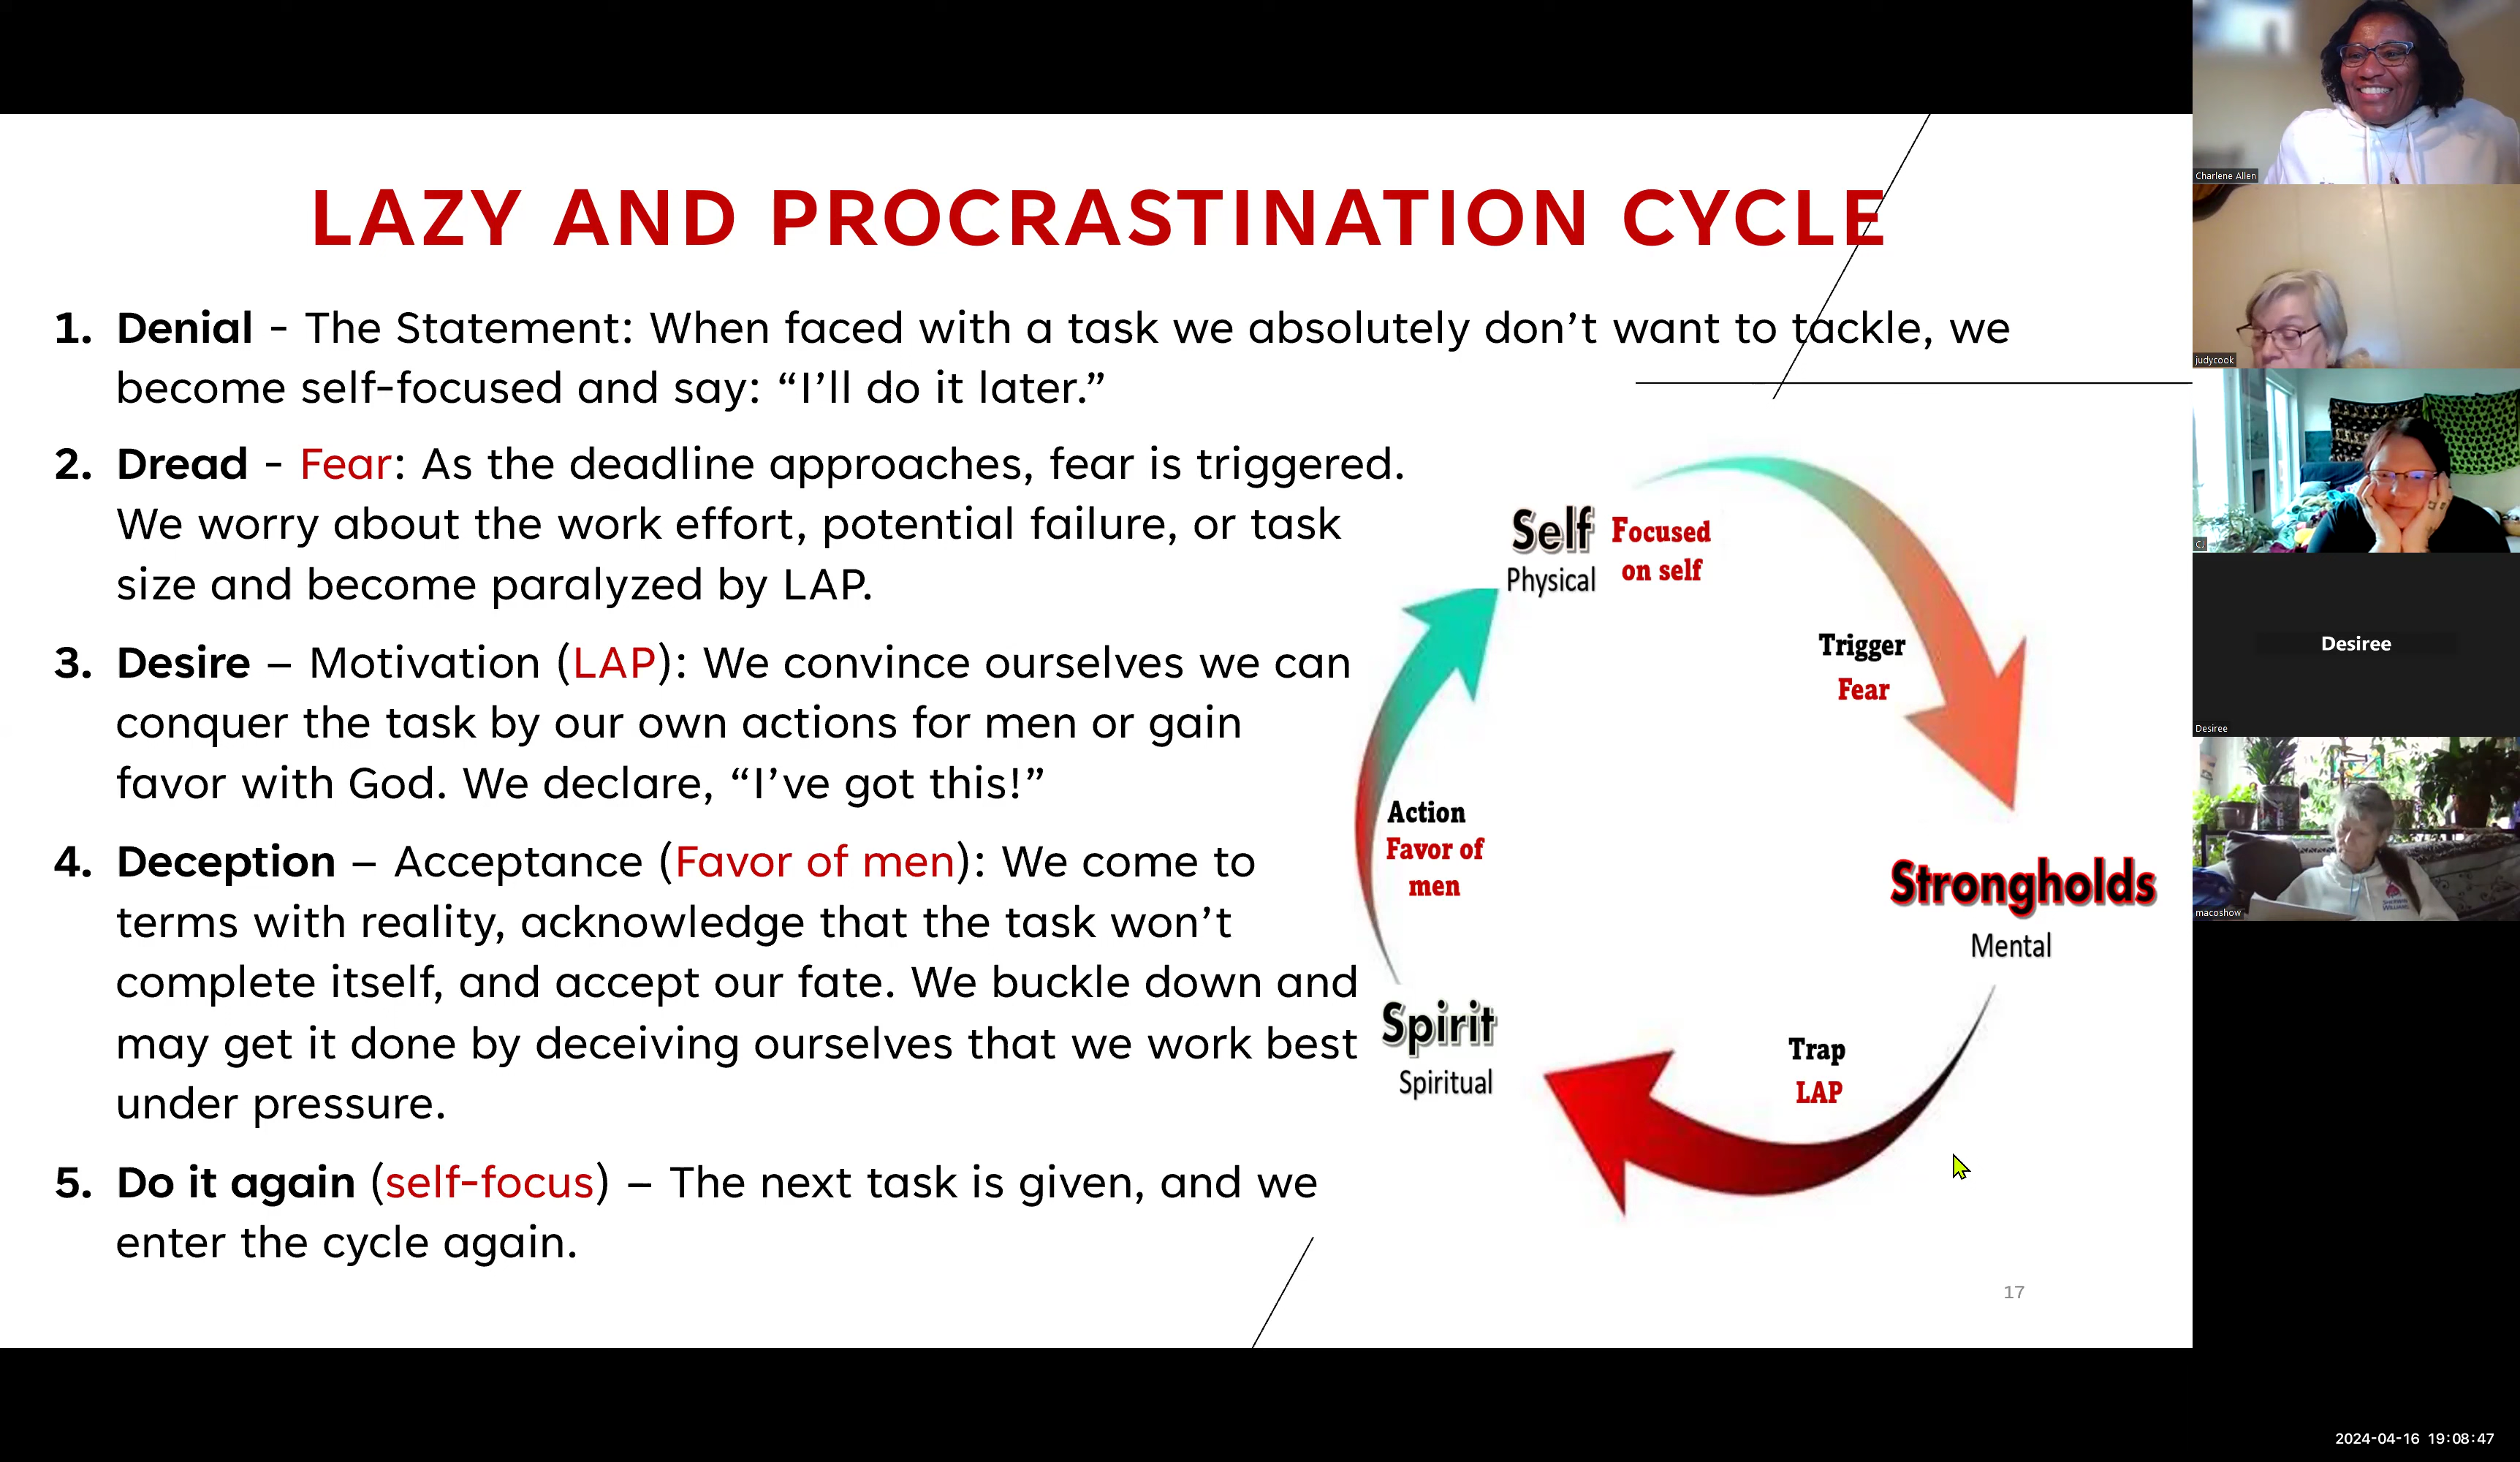 LAZY AND PROCRASTINATION CYCLE
1. Denial - The Statement: When faced with a task we absolutely don’t want to tackle, we
become self-focused and say: “I’ll do it later.”
2. Dread - Fear: As the deadline approaches, fear is triggered.
We worry about the work effort, potential failure, or task
size and become paralyzed by LAP.
3. Desire – Motivation (LAP): We convince ourselves we can
conquer the task by our own actions for men or gain
favor with God. We declare, “I’ve got this!”
4. Deception – Acceptance (Favor of men): We come to
terms with reality, acknowledge that the task won’t
complete itself, and accept our fate. We buckle down and
may get it done by deceiving ourselves that we work best
under pressure.
5. Do it again (self-focus) – The next task is given, and we
enter the cycle again.
Self
Physical
Focused
on self
Trigger
Fear
Strongholds
Mental
Trap
LAP
Spirit
Spiritual
Action
Favor of
men
17
Charlene Allen
judycook
CJ
Desiree
Desiree
macoshow
2024-04-16 19:08:47